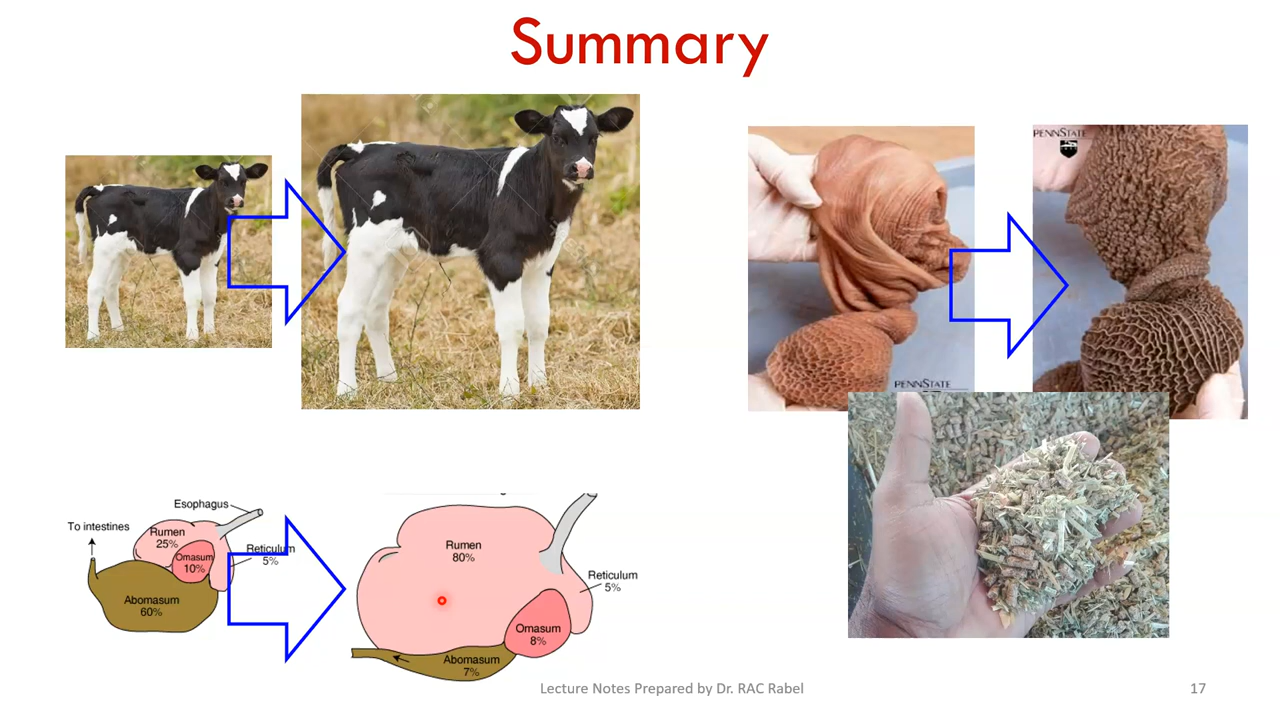 Summary
PENNSTATE
PENNSTATE
Esophagus
To intestines
Rumen
25%
Omasum
10%
Reticulum
5%
Abomasum
60%
Rumen
80%
Reticulum
5%
Omasum
8%
Abomasum
7%
Lecture Notes Prepared by Dr. RAC Rabel
17